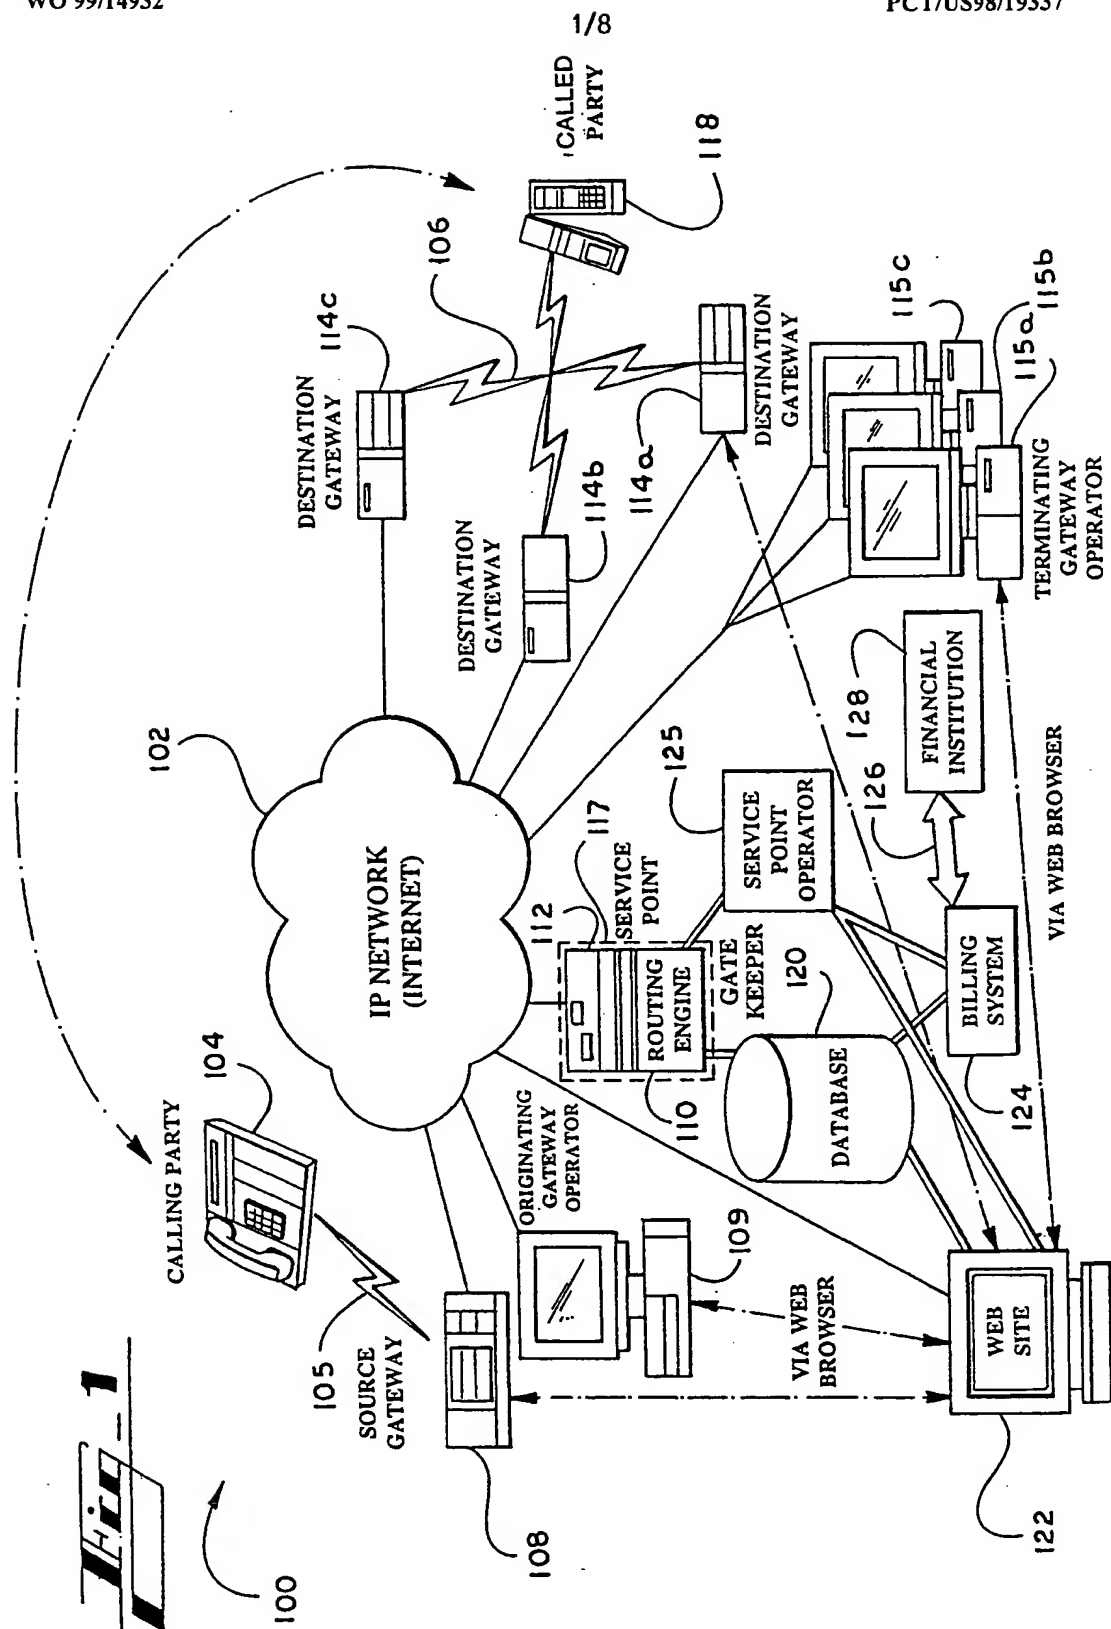 WO 99/14932
PCT/US98/19337
1/8
Fig_1
100
CALLING PARTY
104
105
SOURCE
GATEWAY
108
102
IP NETWORK
(INTERNET)
DESTINATION
GATEWAY
114c
106
CALLED
PARTY
118
DESTINATION
GATEWAY
114b
114a
DESTINATION
GATEWAY
115c
115b
115a
TERMINATING
GATEWAY
OPERATOR
ORIGINATING
GATEWAY
OPERATOR
109
112
117
SERVICE
POINT
ROUTING
ENGINE
110
GATE
KEEPER
125
SERVICE
POINT
OPERATOR
120
DATABASE
128
FINANCIAL
INSTITUTION
126
BILLING
SYSTEM
124
VIA WEB BROWSER
VIA WEB
BROWSER
WEB
SITE
122